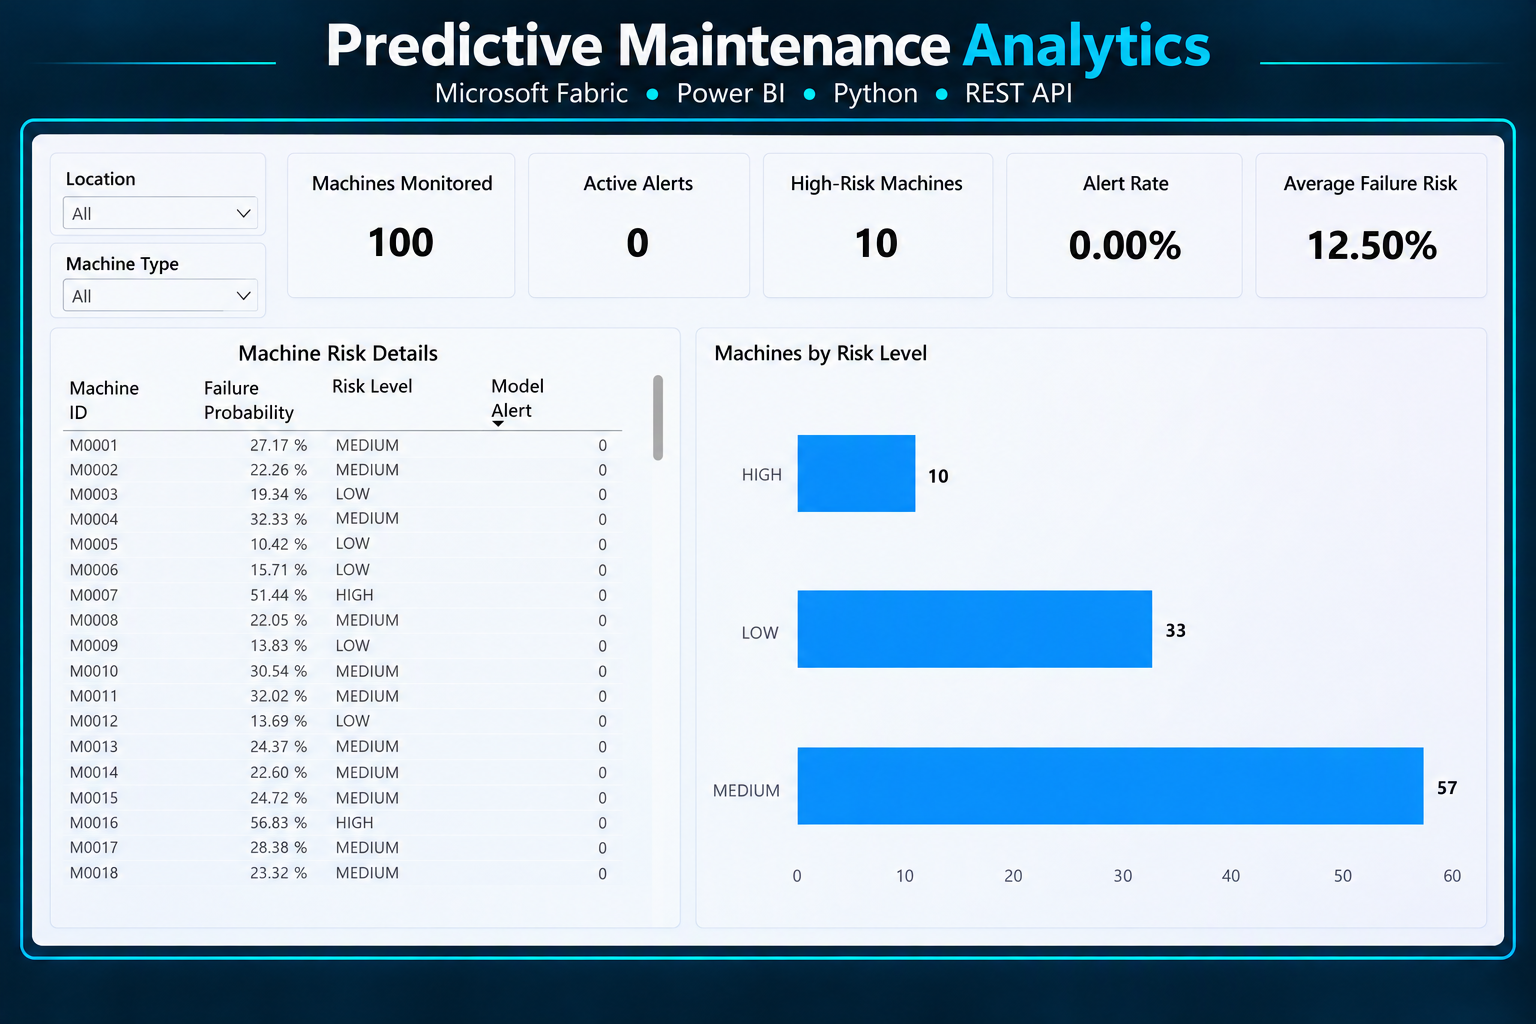 Predictive Maintenance Analytics
Microsoft Fabric • Power BI • Python • REST API
Location
All
Machine Type
All
Machines Monitored
100
Active Alerts
0
High-Risk Machines
10
Alert Rate
0.00%
Average Failure Risk
12.50%
Machine Risk Details
Machine ID Failure Probability Risk Level Model Alert
M0001 27.17 % MEDIUM 0
M0002 22.26 % MEDIUM 0
M0003 19.34 % LOW 0
M0004 32.33 % MEDIUM 0
M0005 10.42 % LOW 0
M0006 15.71 % LOW 0
M0007 51.44 % HIGH 0
M0008 22.05 % MEDIUM 0
M0009 13.83 % LOW 0
M0010 30.54 % MEDIUM 0
M0011 32.02 % MEDIUM 0
M0012 13.69 % LOW 0
M0013 24.37 % MEDIUM 0
M0014 22.60 % MEDIUM 0
M0015 24.72 % MEDIUM 0
M0016 56.83 % HIGH 0
M0017 28.38 % MEDIUM 0
M0018 23.32 % MEDIUM 0
Machines by Risk Level
HIGH 10
LOW 33
MEDIUM 57
0 10 20 30 40 50 60